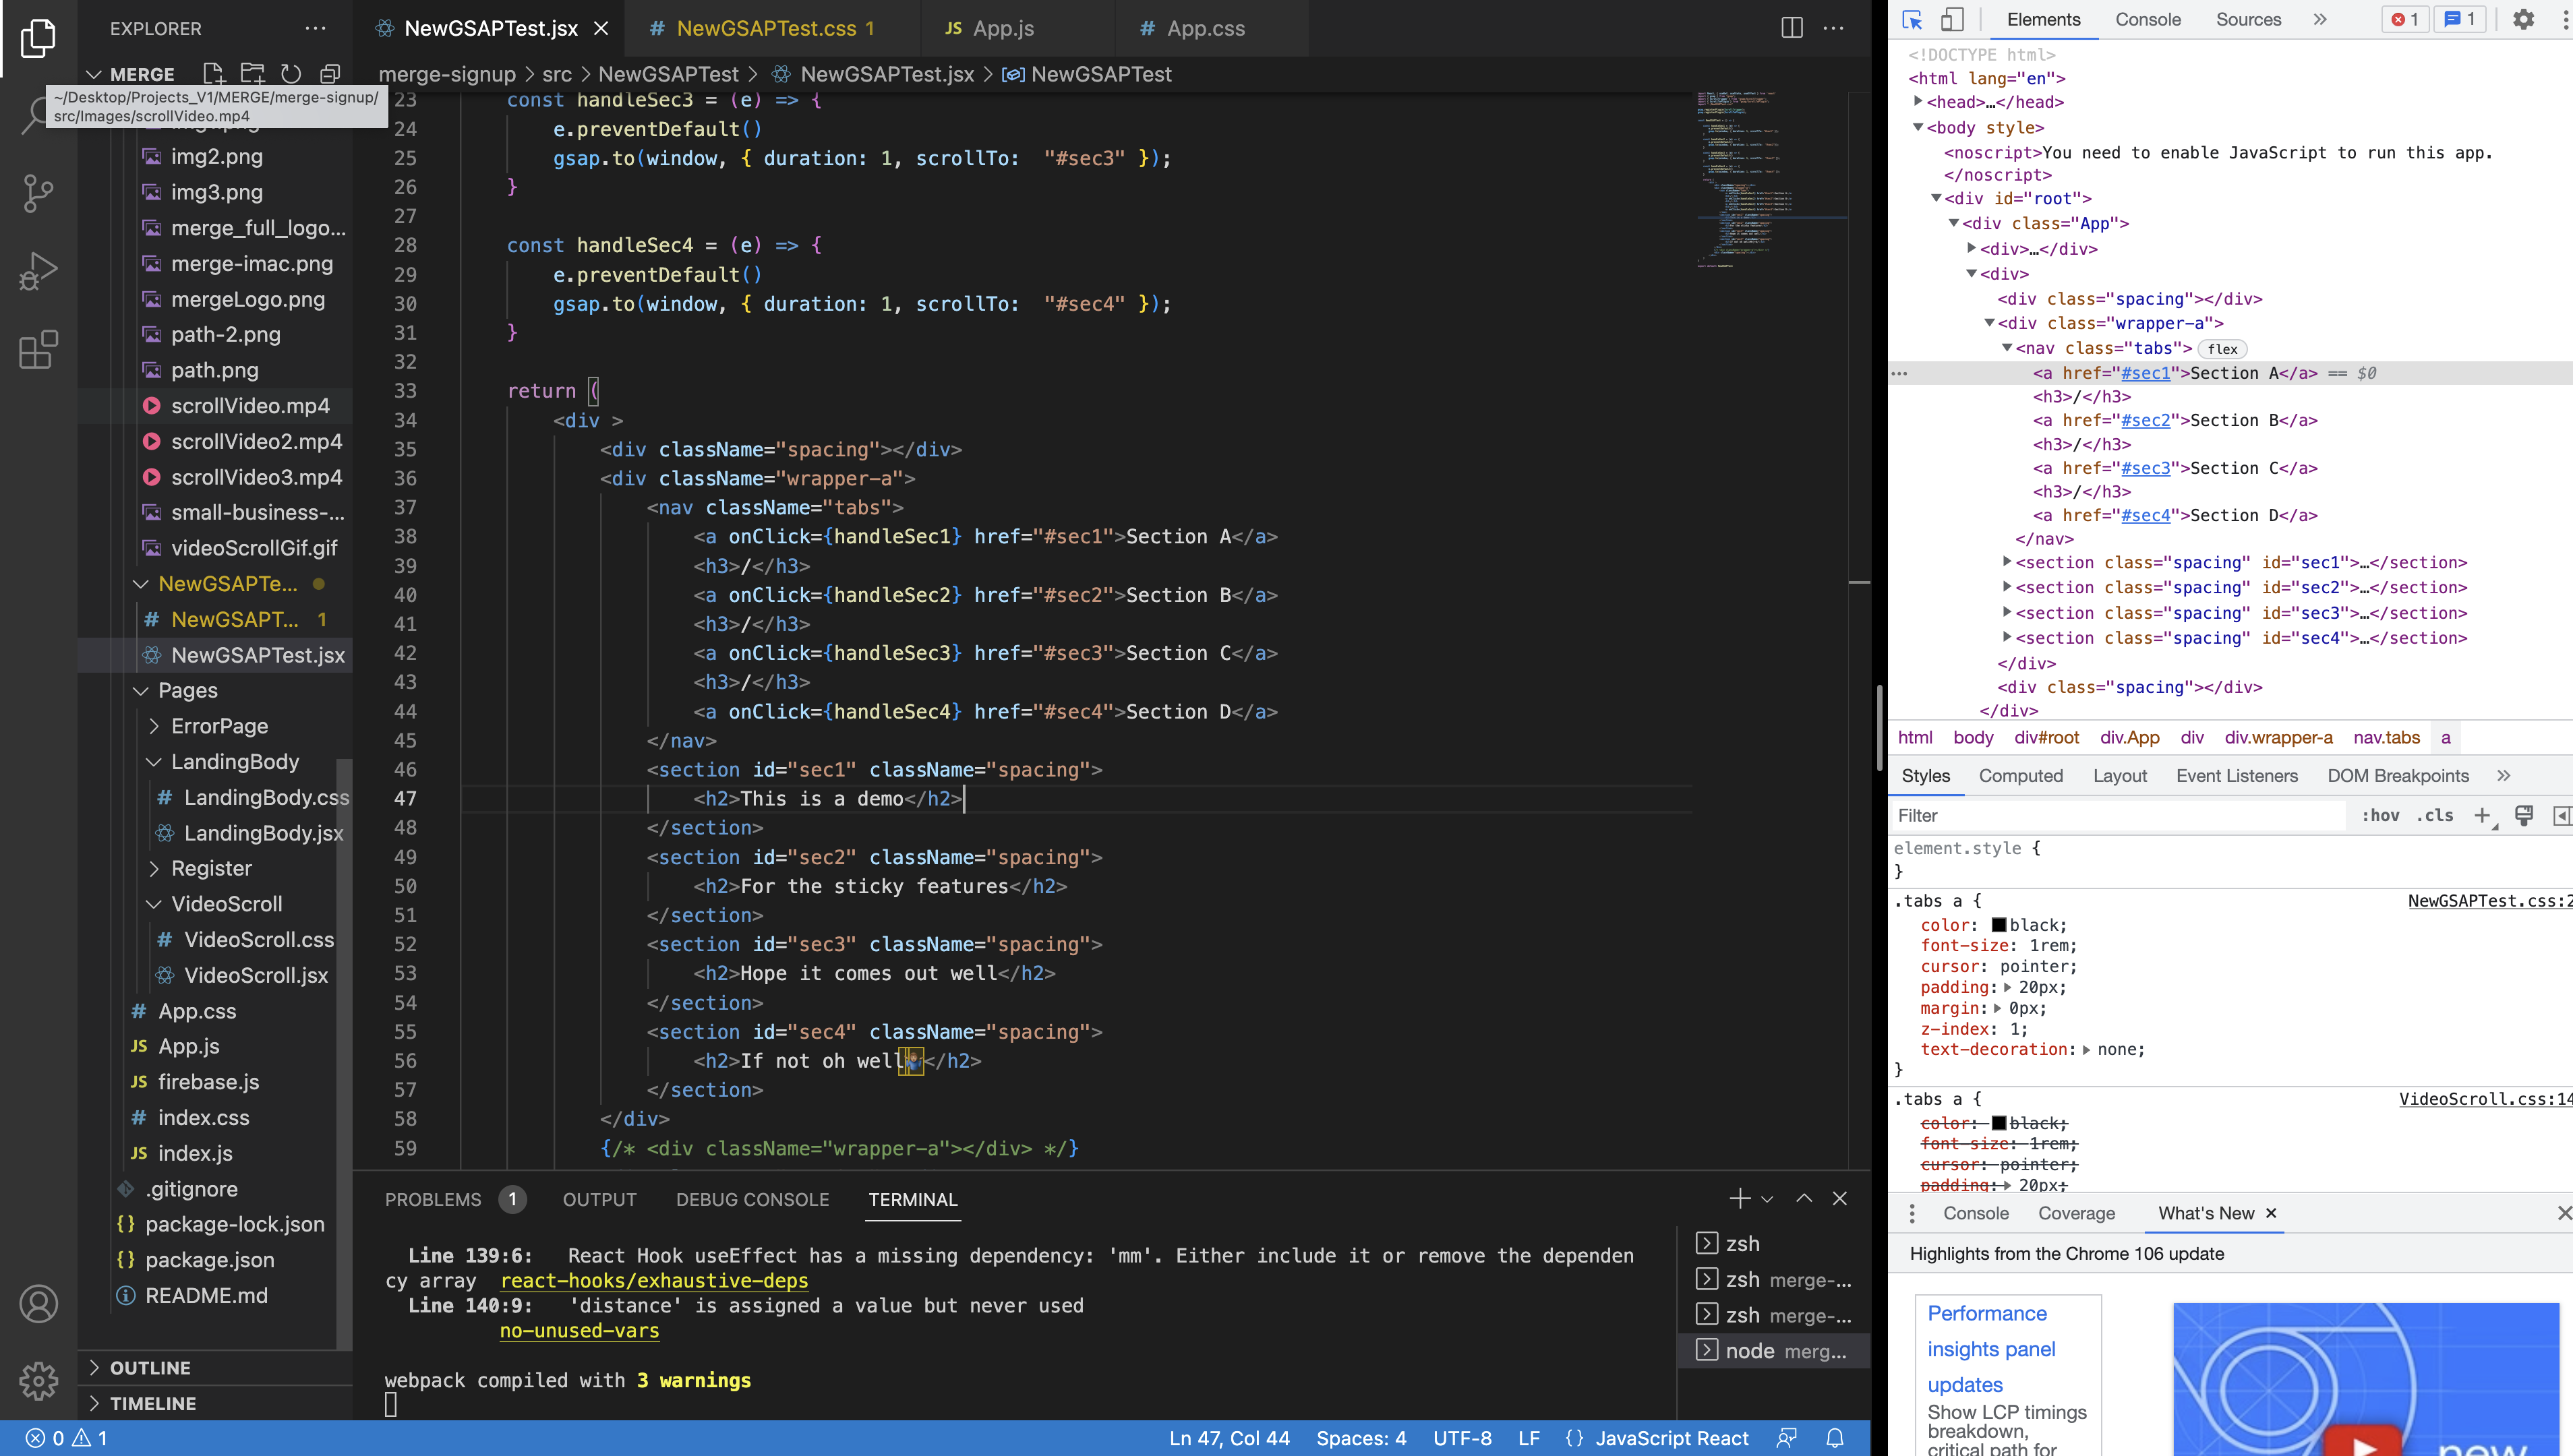 EXPLORER
MERGE
~/Desktop/Projects_V1/MERGE/merge-signup/
src/Images/scrollVideo.mp4
img2.png
img3.png
merge_full_logo...
merge-imac.png
mergeLogo.png
path-2.png
path.png
scrollVideo.mp4
scrollVideo2.mp4
scrollVideo3.mp4
small-business-...
videoScrollGif.gif
NewGSAPTe...
# NewGSAPT... 1
NewGSAPTest.jsx
Pages
ErrorPage
LandingBody
# LandingBody.css
LandingBody.jsx
Register
VideoScroll
# VideoScroll.css
VideoScroll.jsx
# App.css
JS App.js
JS firebase.js
# index.css
JS index.js
.gitignore
{} package-lock.json
{} package.json
README.md
OUTLINE
TIMELINE
NewGSAPTest.jsx
# NewGSAPTest.css 1
JS App.js
# App.css
merge-signup > src > NewGSAPTest > NewGSAPTest.jsx > NewGSAPTest
23 const handleSec3 = (e) => {
24 e.preventDefault()
25 gsap.to(window, { duration: 1, scrollTo: "#sec3" });
26 }
27
28 const handleSec4 = (e) => {
29 e.preventDefault()
30 gsap.to(window, { duration: 1, scrollTo: "#sec4" });
31 }
32
33 return (
34 <div >
35 <div className="spacing"></div>
36 <div className="wrapper-a">
37 <nav className="tabs">
38 <a onClick={handleSec1} href="#sec1">Section A</a>
39 <h3>/</h3>
40 <a onClick={handleSec2} href="#sec2">Section B</a>
41 <h3>/</h3>
42 <a onClick={handleSec3} href="#sec3">Section C</a>
43 <h3>/</h3>
44 <a onClick={handleSec4} href="#sec4">Section D</a>
45 </nav>
46 <section id="sec1" className="spacing">
47 <h2>This is a demo</h2>
48 </section>
49 <section id="sec2" className="spacing">
50 <h2>For the sticky features</h2>
51 </section>
52 <section id="sec3" className="spacing">
53 <h2>Hope it comes out well</h2>
54 </section>
55 <section id="sec4" className="spacing">
56 <h2>If not oh well</h2>
57 </section>
58 </div>
59 {/* <div className="wrapper-a"></div> */}
PROBLEMS 1 OUTPUT DEBUG CONSOLE TERMINAL
Line 139:6: React Hook useEffect has a missing dependency: 'mm'. Either include it or remove the dependen
cy array react-hooks/exhaustive-deps
Line 140:9: 'distance' is assigned a value but never used
no-unused-vars
webpack compiled with 3 warnings
zsh
zsh merge-...
zsh merge-...
node merg...
0 1
Ln 47, Col 44 Spaces: 4 UTF-8 LF {} JavaScript React
Elements Console Sources » 1 1
<!DOCTYPE html>
<html lang="en">
<head>…</head>
<body style>
<noscript>You need to enable JavaScript to run this app.
</noscript>
<div id="root">
<div class="App">
<div>…</div>
<div>
<div class="spacing"></div>
<div class="wrapper-a">
<nav class="tabs"> flex
<a href="#sec1">Section A</a> == $0
<h3>/</h3>
<a href="#sec2">Section B</a>
<h3>/</h3>
<a href="#sec3">Section C</a>
<h3>/</h3>
<a href="#sec4">Section D</a>
</nav>
<section class="spacing" id="sec1">…</section>
<section class="spacing" id="sec2">…</section>
<section class="spacing" id="sec3">…</section>
<section class="spacing" id="sec4">…</section>
</div>
<div class="spacing"></div>
</div>
html body div#root div.App div div.wrapper-a nav.tabs a
Styles Computed Layout Event Listeners DOM Breakpoints »
Filter :hov .cls +
element.style {
}
.tabs a { NewGSAPTest.css:2
color: black;
font-size: 1rem;
cursor: pointer;
padding: 20px;
margin: 0px;
z-index: 1;
text-decoration: none;
}
.tabs a { VideoScroll.css:14
color: black;
font-size: 1rem;
cursor: pointer;
padding: 20px;
Console Coverage What's New ×
Highlights from the Chrome 106 update
Performance
insights panel
updates
Show LCP timings
breakdown,
critical path for
new